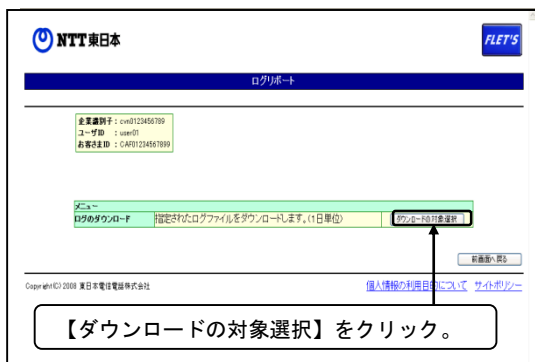 NTT東日本
FLET'S
ログリポート
企業識別子：cvn0123456789
ユーザID ：user01
お客さまID ：CAF01234567899
メニュー
ログのダウンロード 指定されたログファイルをダウンロードします。(1日単位) ダウンロードの対象選択
前画面へ戻る
Copyright(C) 2008 東日本電信電話株式会社 個人情報の利用目的について サイトポリシー
【ダウンロードの対象選択】をクリック。